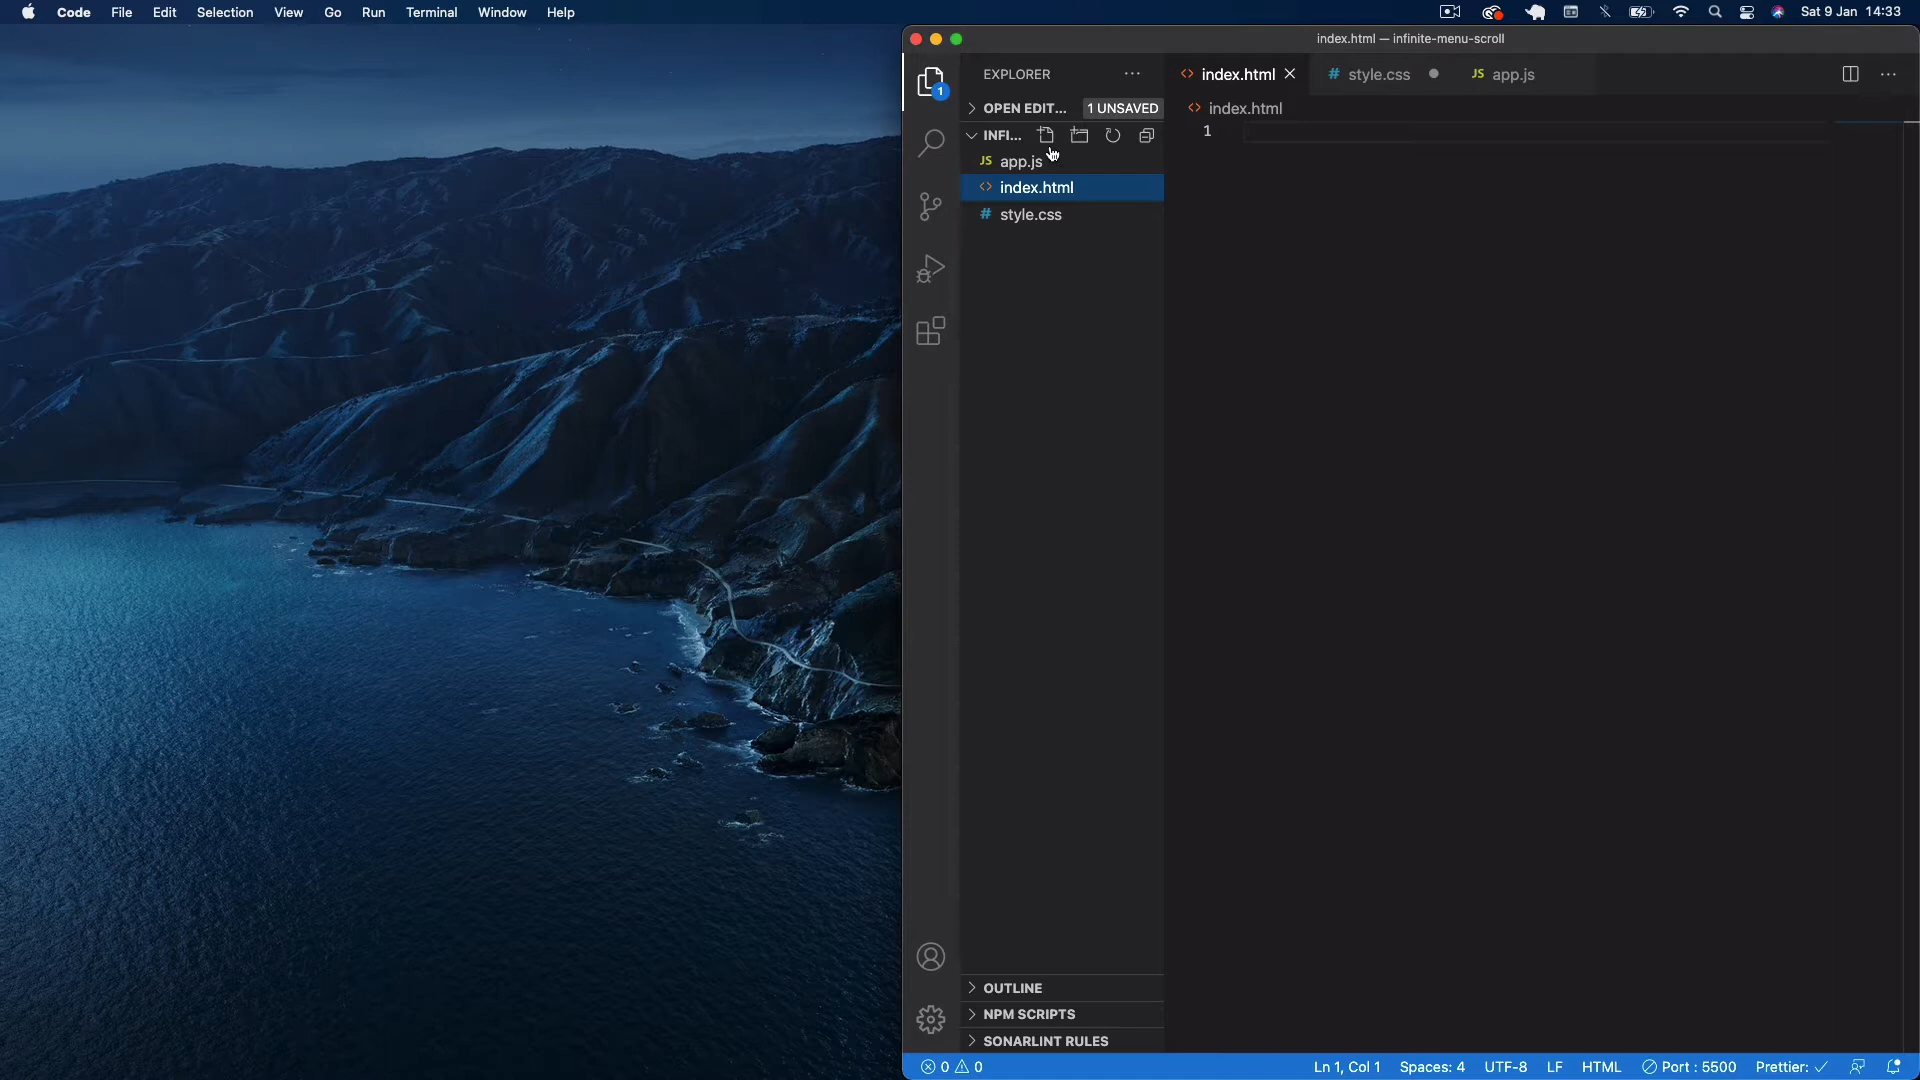 Code File Edit Selection View Go Run Terminal Window Help Sat 9 Jan 14:33
index.html — infinite-menu-scroll
EXPLORER
1
OPEN EDIT... 1 UNSAVED
INFI...
JS app.js
<> index.html
# style.css
OUTLINE
NPM SCRIPTS
SONARLINT RULES
<> index.html # style.css JS app.js
<> index.html
1
0 0 Ln 1, Col 1 Spaces: 4 UTF-8 LF HTML Port : 5500 Prettier: ✓